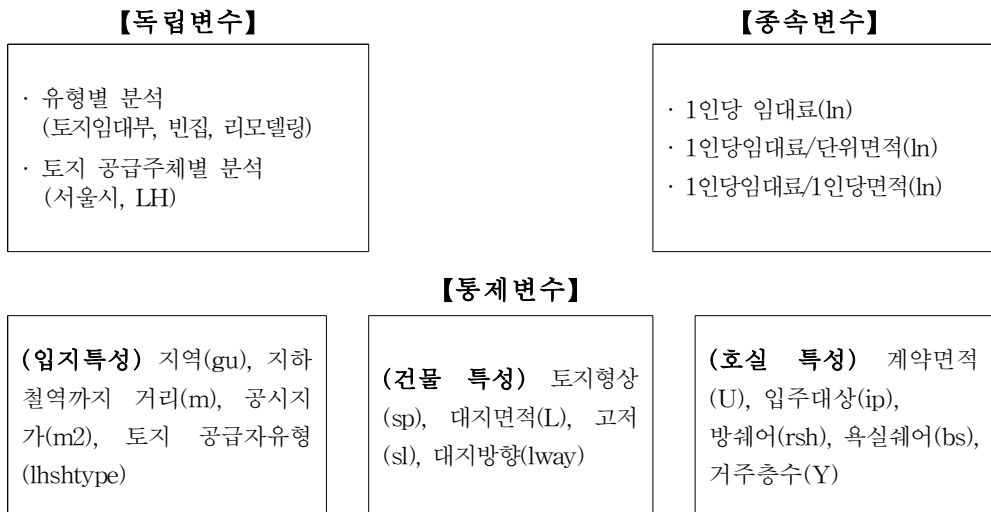 【독립변수】
· 유형별 분석
(토지임대부, 빈집, 리모델링)
· 토지 공급주체별 분석
(서울시, LH)
【종속변수】
· 1인당 임대료(ln)
· 1인당임대료/단위면적(ln)
· 1인당임대료/1인당면적(ln)
【통제변수】
(입지특성) 지역(gu), 지하
철역까지 거리(m), 공시지
가(m2), 토지 공급자유형
(lhshtype)
(건물 특성) 토지형상
(sp), 대지면적(L), 고저
(sl), 대지방향(lway)
(호실 특성) 계약면적
(U), 입주대상(ip),
방쉐어(rsh), 욕실쉐어(bs),
거주층수(Y)